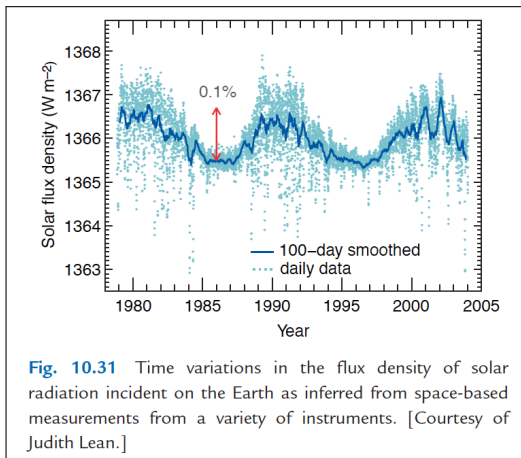 1368
1367
1366
1365
1364
1363
Solar flux density (W m−2)
0.1%
100−day smoothed
daily data
1980 1985 1990 1995 2000 2005
Year
Fig. 10.31 Time variations in the flux density of solar
radiation incident on the Earth as inferred from space-based
measurements from a variety of instruments. [Courtesy of
Judith Lean.]